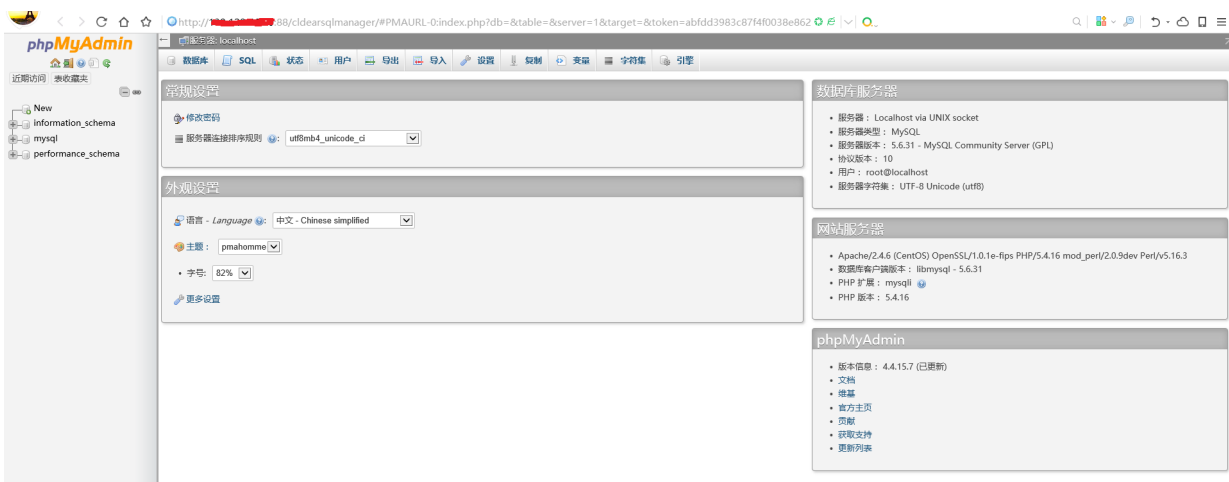 http:// :88/cldearsqlmanager/#PMAURL-0:index.php?db=&table=&server=1&target=&token=abfdd3983c87f4f0038e862
phpMyAdmin
近期访问 表收藏夹
New
information_schema
mysql
performance_schema
服务器: localhost
数据库 SQL 状态 用户 导出 导入 设置 复制 变量 字符集 引擎
常规设置
修改密码
服务器连接排序规则 : utf8mb4_unicode_ci
外观设置
语言 - Language : 中文 - Chinese simplified
主题: pmahomme
• 字号: 82%
更多设置
数据库服务器
• 服务器: Localhost via UNIX socket
• 服务器类型: MySQL
• 服务器版本: 5.6.31 - MySQL Community Server (GPL)
• 协议版本: 10
• 用户: root@localhost
• 服务器字符集: UTF-8 Unicode (utf8)
网站服务器
• Apache/2.4.6 (CentOS) OpenSSL/1.0.1e-fips PHP/5.4.16 mod_perl/2.0.9dev Perl/v5.16.3
• 数据库客户端版本: libmysql - 5.6.31
• PHP 扩展: mysqli
• PHP 版本: 5.4.16
phpMyAdmin
• 版本信息: 4.4.15.7 (已更新)
• 文档
• 维基
• 官方主页
• 贡献
• 获取支持
• 更新列表